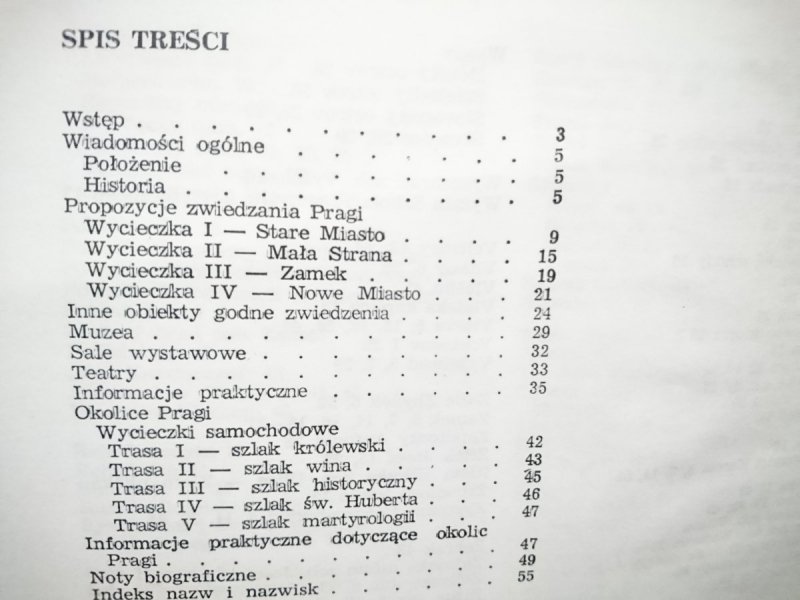 SPIS TREŚCI
Wstęp . . . . . . . . . . . 3
Wiadomości ogólne . . . . . . 5
Położenie . . . . . . . . . 5
Historia . . . . . . . . . . 5
Propozycje zwiedzania Pragi
Wycieczka I — Stare Miasto . . . . 9
Wycieczka II — Mała Strana . . . . 15
Wycieczka III — Zamek . . . . . 19
Wycieczka IV — Nowe Miasto . . . 21
Inne obiekty godne zwiedzenia . . . . 24
Muzea . . . . . . . . . . . 29
Sale wystawowe . . . . . . . . 32
Teatry . . . . . . . . . . . 33
Informacje praktyczne . . . . . . 35
Okolice Pragi
Wycieczki samochodowe
Trasa I — szlak królewski . . . . 42
Trasa II — szlak wina . . . . . 43
Trasa III — szlak historyczny . . . 45
Trasa IV — szlak św. Huberta . . . 46
Trasa V — szlak martyrologii . . . 47
Informacje praktyczne dotyczące okolic
Pragi . . . . . . . . . . 47
Noty biograficzne . . . . . . . 49
Indeks nazw i nazwisk . . . . . 55